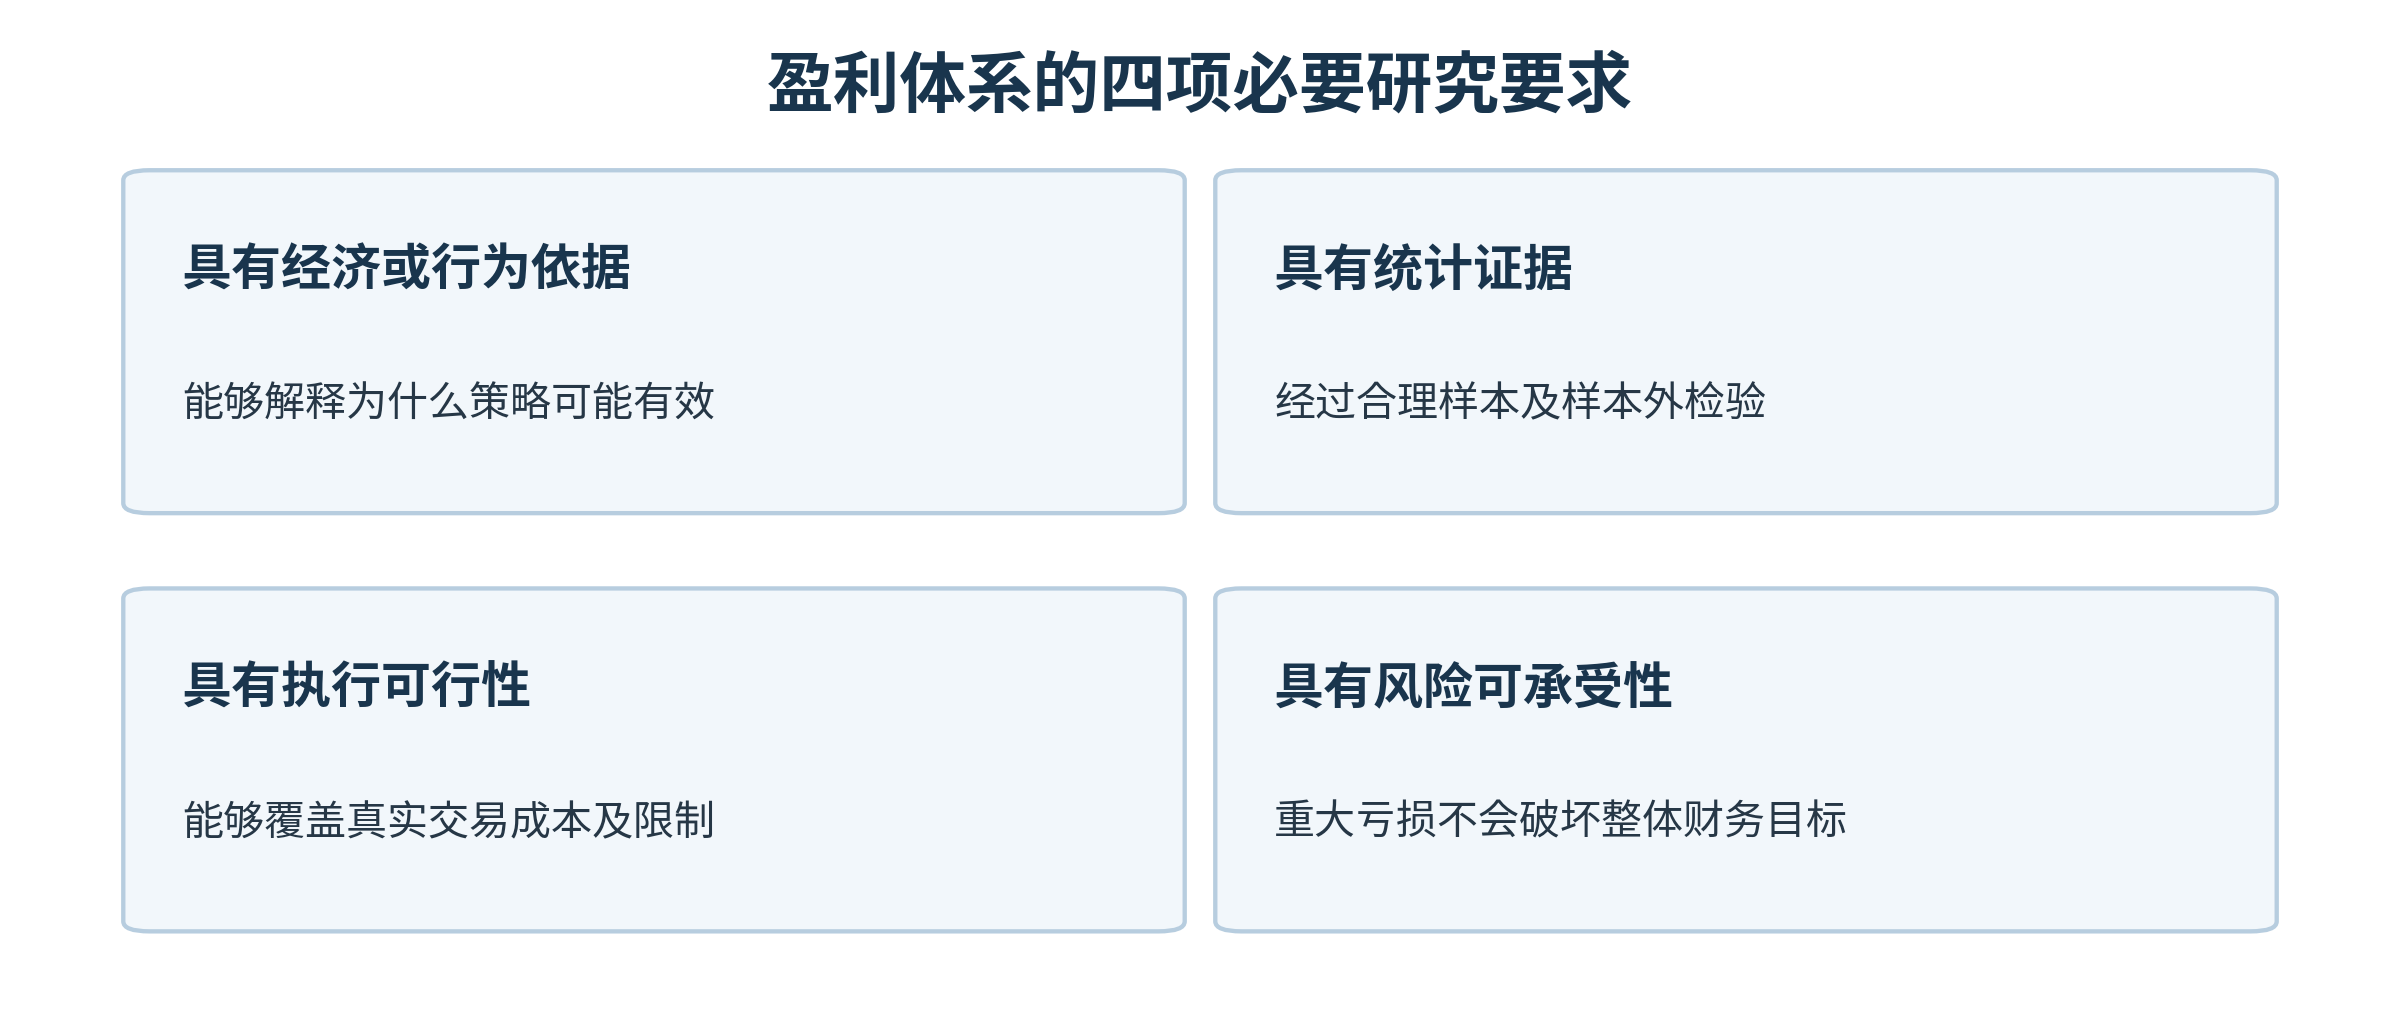 盈利体系的四项必要研究要求
具有经济或行为依据
能够解释为什么策略可能有效
具有统计证据
经过合理样本及样本外检验
具有执行可行性
能够覆盖真实交易成本及限制
具有风险可承受性
重大亏损不会破坏整体财务目标